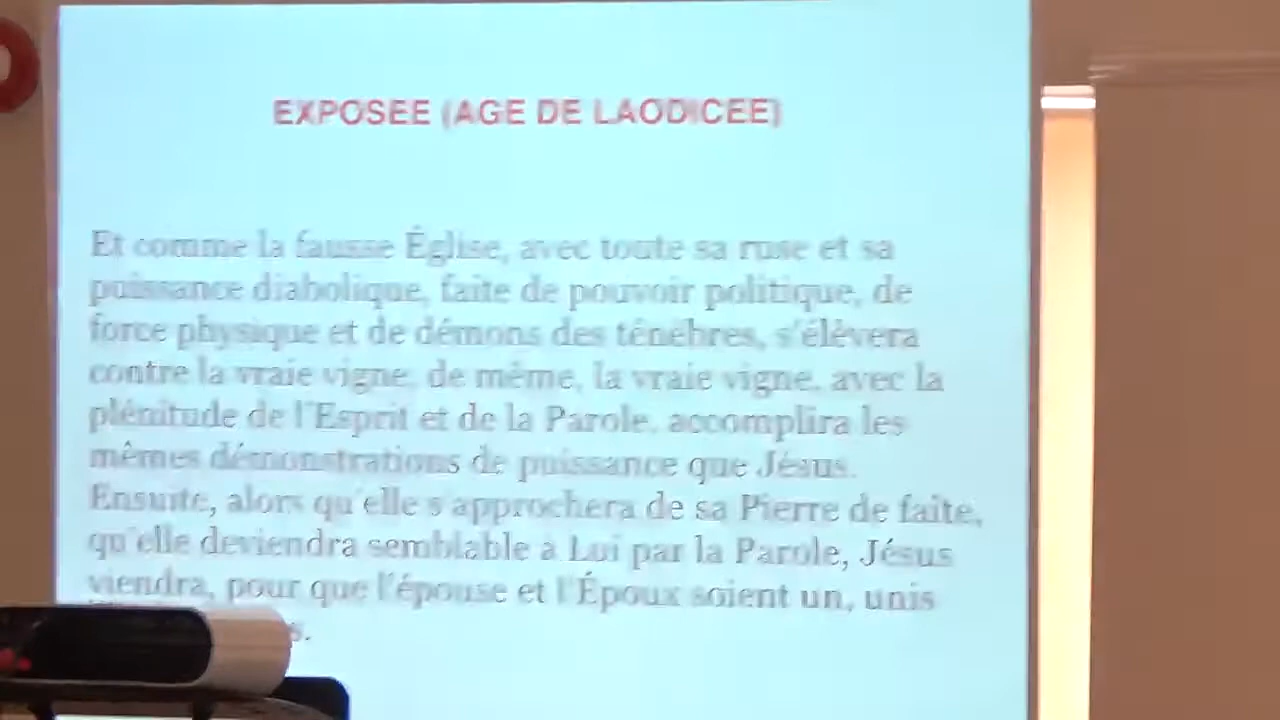 EXPOSEE (AGE DE LAODICEE)
Et comme la fausse Église, avec toute sa ruse et sa
puissance diabolique, faite de pouvoir politique, de
force physique et de démons des ténèbres, s'élèvera
contre la vraie vigne, de même, la vraie vigne, avec la
plénitude de l'Esprit et de la Parole, accomplira les
mêmes démonstrations de puissance que Jésus.
Ensuite, alors qu'elle s'approchera de sa Pierre de faîte,
qu'elle deviendra semblable à Lui par la Parole, Jésus
viendra, pour que l'épouse et l'Époux soient un, unis